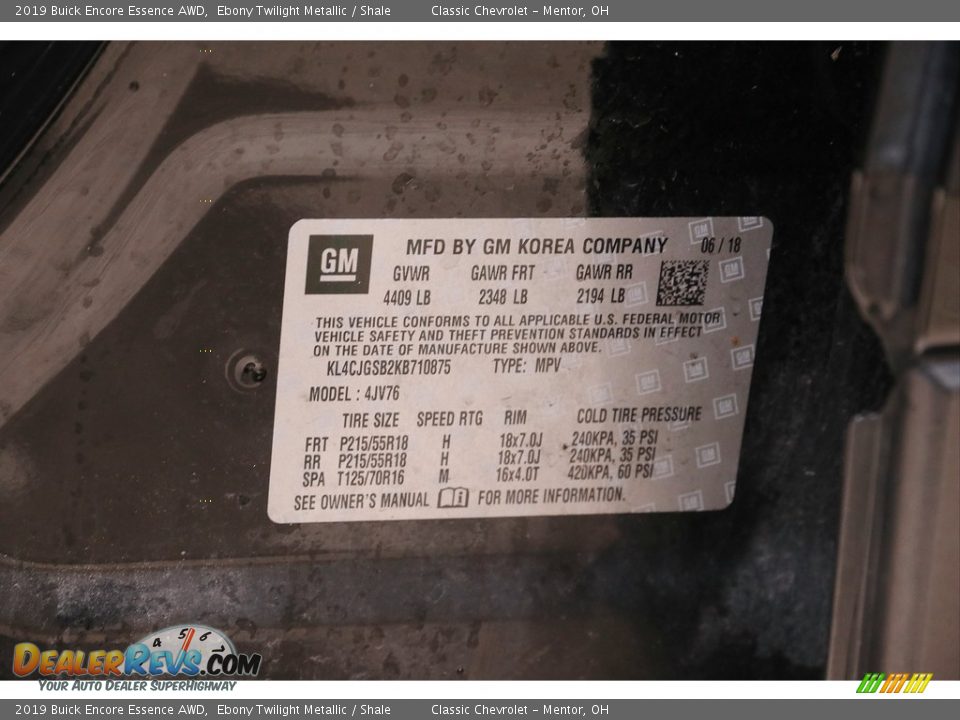 2019 Buick Encore Essence AWD, Ebony Twilight Metallic / Shale Classic Chevrolet – Mentor, OH
GM MFD BY GM KOREA COMPANY 06 / 18
GVWR GAWR FRT GAWR RR
4409 LB 2348 LB 2194 LB
THIS VEHICLE CONFORMS TO ALL APPLICABLE U.S. FEDERAL MOTOR
VEHICLE SAFETY AND THEFT PREVENTION STANDARDS IN EFFECT
ON THE DATE OF MANUFACTURE SHOWN ABOVE.
KL4CJGSB2KB710875 TYPE: MPV
MODEL : 4JV76
TIRE SIZE SPEED RTG RIM COLD TIRE PRESSURE
FRT P215/55R18 H 18x7.0J 240KPA, 35 PSI
RR P215/55R18 H 18x7.0J 240KPA, 35 PSI
SPA T125/70R16 M 16x4.0T 420KPA, 60 PSI
SEE OWNER'S MANUAL FOR MORE INFORMATION.
4 5 6
DEALERREVS.COM
YOUR AUTO DEALER SUPERHIGHWAY
2019 Buick Encore Essence AWD, Ebony Twilight Metallic / Shale Classic Chevrolet – Mentor, OH